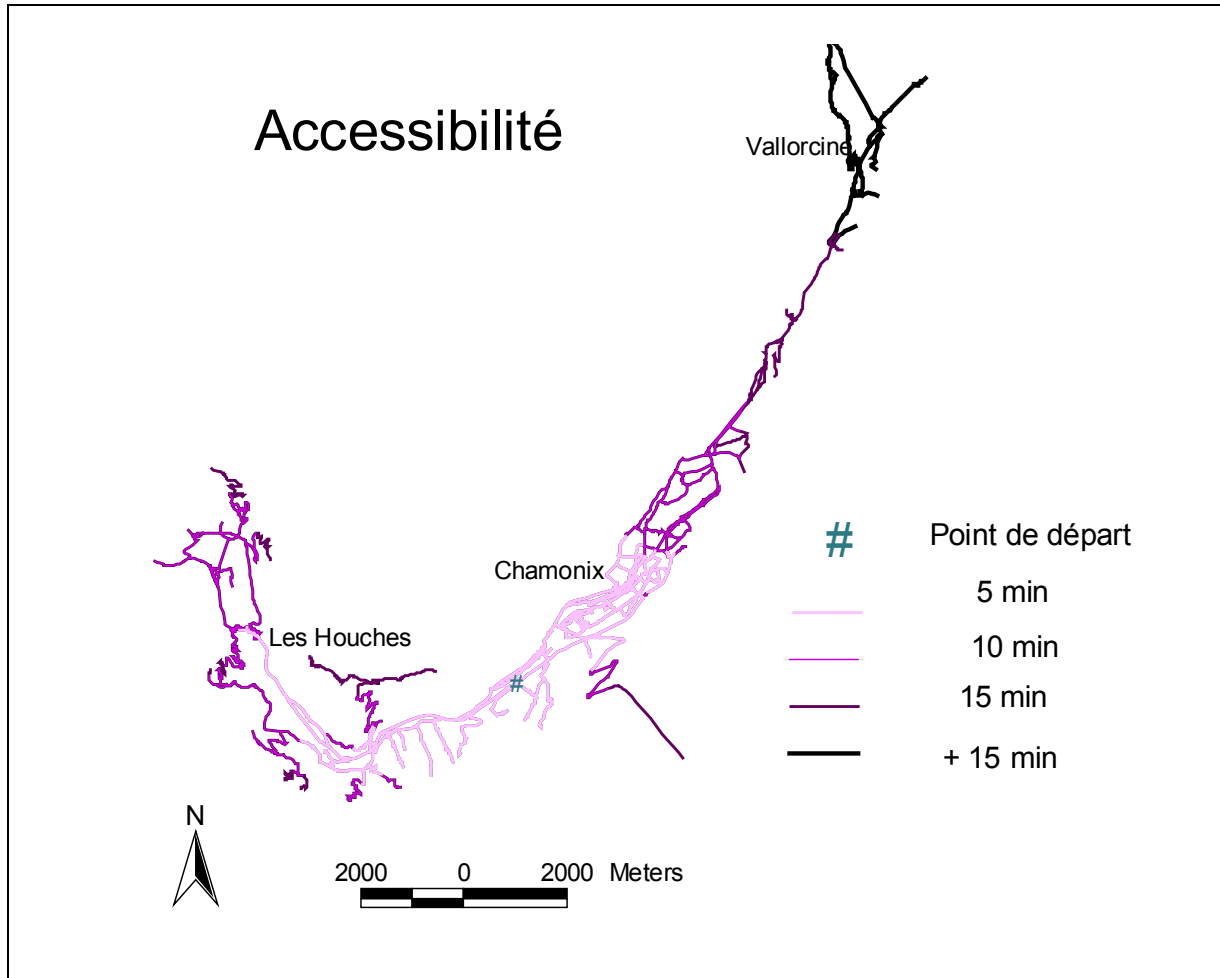 Accessibilité
Vallorcine
Chamonix
Les Houches
#
# Point de départ
5 min
10 min
15 min
+ 15 min
N
2000 0 2000 Meters